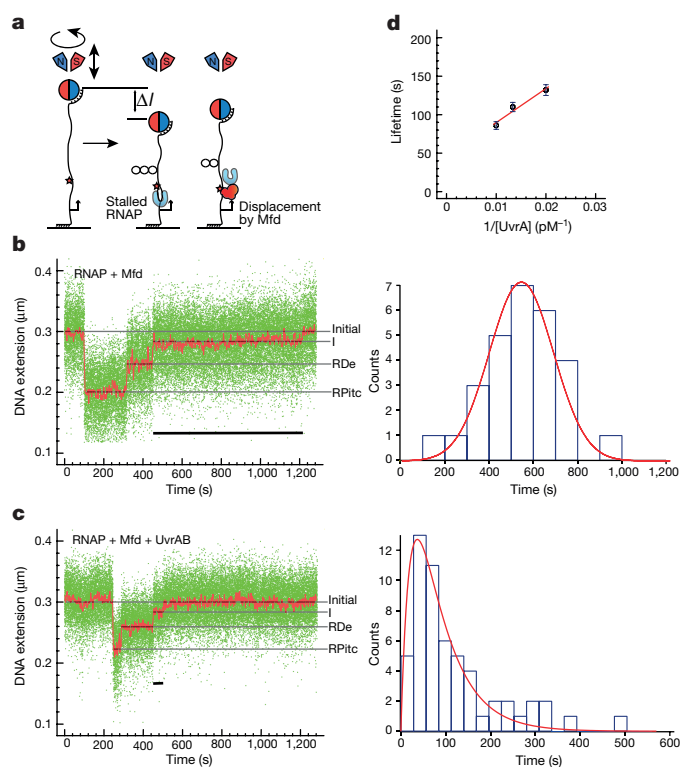 a
N S
N S
N S
Δl
Stalled
RNAP
Displacement
by Mfd
d
Lifetime (s)
200
150
100
50
0
0
0.01
0.02
0.03
1/[UvrA] (pM⁻¹)
b
RNAP + Mfd
DNA extension (μm)
0.4
0.3
0.2
0.1
Initial
I
RDe
RPitc
0
200
400
600
800
1,000
1,200
Time (s)
Counts
7
6
5
4
3
2
1
0
0
200
400
600
800
1,000
1,200
Time (s)
c
RNAP + Mfd + UvrAB
DNA extension (μm)
0.4
0.3
0.2
0.1
Initial
I
RDe
RPitc
0
200
400
600
800
1,000
1,200
Time (s)
Counts
12
10
8
6
4
2
0
0
100
200
300
400
500
600
Time (s)